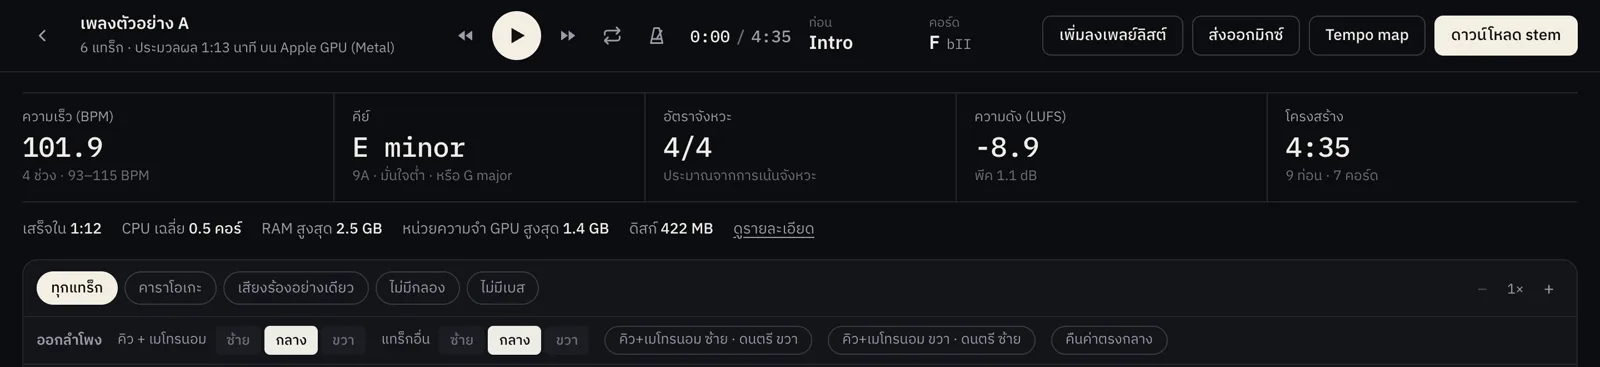 เพลงตัวอย่าง A
6 แทร็ก · ประมวลผล 1:13 นาที บน Apple GPU (Metal)
0:00 / 4:35
ท่อน
Intro
คอร์ด
F bII
เพิ่มลงเพลย์ลิสต์
ส่งออกมิกซ์
Tempo map
ดาวน์โหลด stem
ความเร็ว (BPM)
101.9
4 ช่วง · 93–115 BPM
คีย์
E minor
9A · มั่นใจต่ำ · หรือ G major
อัตราจังหวะ
4/4
ประมาณจากการเน้นจังหวะ
ความดัง (LUFS)
-8.9
พีค 1.1 dB
โครงสร้าง
4:35
9 ท่อน · 7 คอร์ด
เสร็จใน 1:12 CPU เฉลี่ย 0.5 คอร์ RAM สูงสุด 2.5 GB หน่วยความจำ GPU สูงสุด 1.4 GB ดิสก์ 422 MB ดูรายละเอียด
ทุกแทร็ก คาราโอเกะ เสียงร้องอย่างเดียว ไม่มีกลอง ไม่มีเบส − 1× +
ออกลำโพง คิว + เมโทรนอม ซ้าย กลาง ขวา แทร็กอื่น ซ้าย กลาง ขวา คิว+เมโทรนอม ซ้าย · ดนตรี ขวา คิว+เมโทรนอม ขวา · ดนตรี ซ้าย คืนค่าตรงกลาง